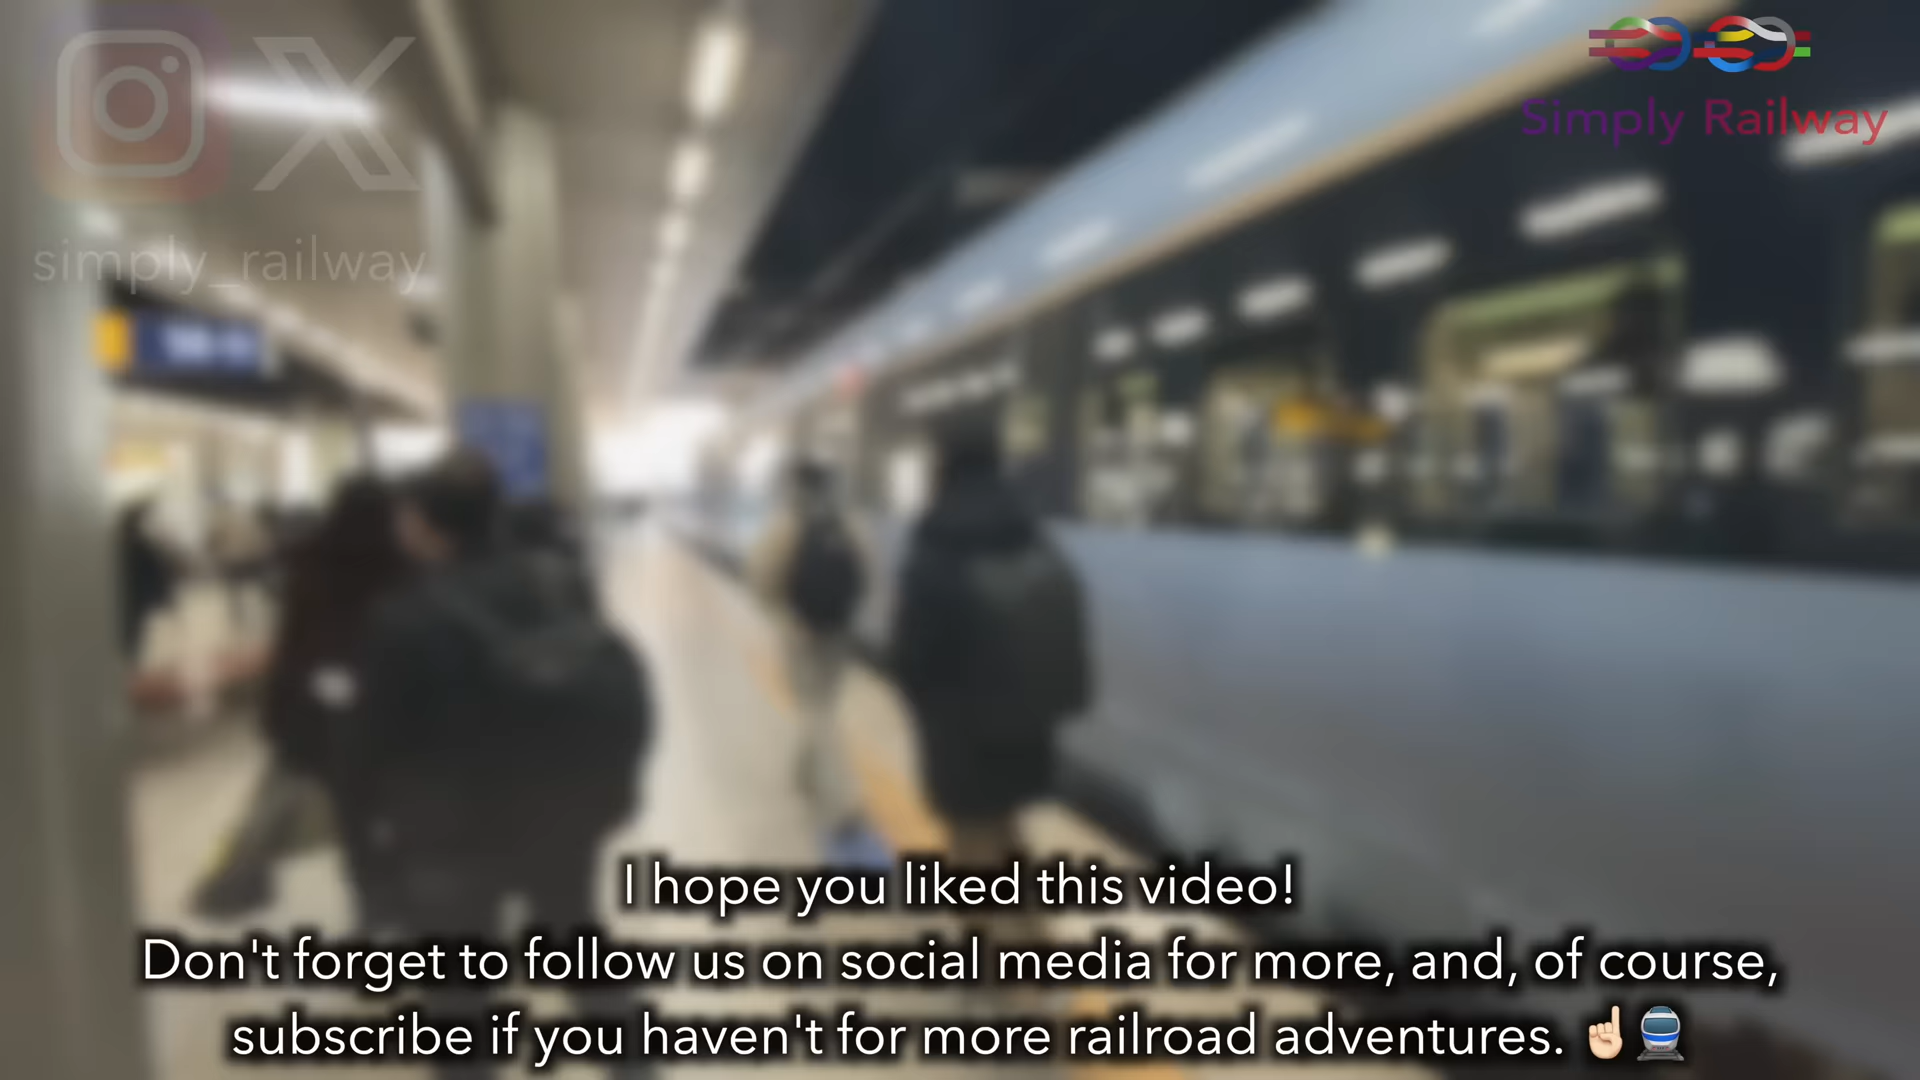 Simply Railway
simply_railway
I hope you liked this video!
Don't forget to follow us on social media for more, and, of course,
subscribe if you haven't for more railroad adventures. ☝🏻🚆